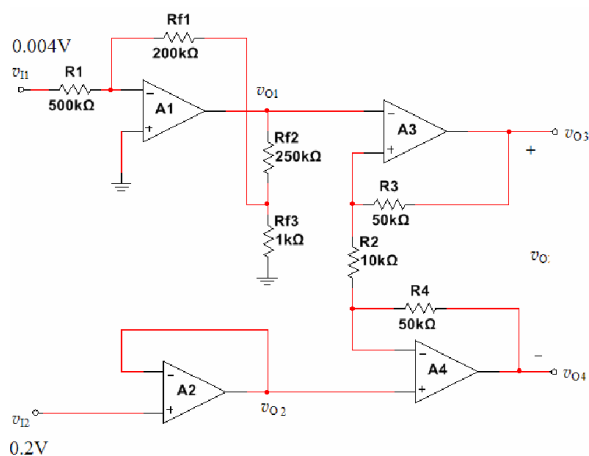 Rf1
0.004V
200kΩ
vI1
R1
500kΩ
−
A1
+
vO1
Rf2
250kΩ
−
A3
+
vO3
+
R3
50kΩ
Rf3
1kΩ
R2
10kΩ
vO
R4
50kΩ
−
A4
+
−
vO4
−
A2
+
vO2
vI2
0.2V